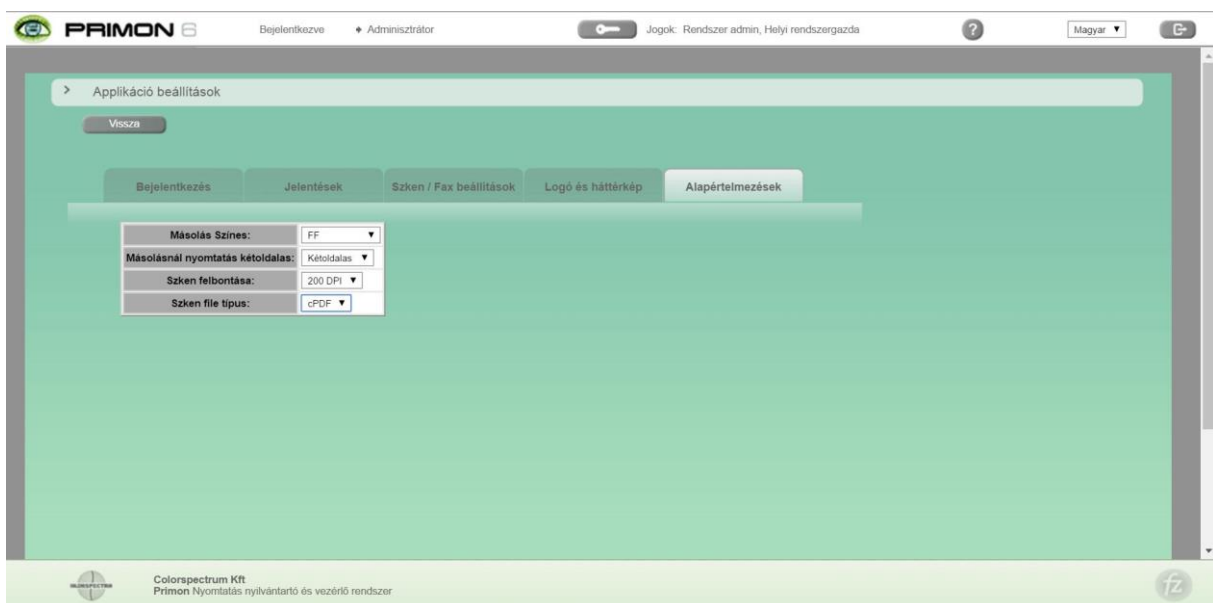 PRIMON 6 Bejelentkezve Adminisztrátor Jogok: Rendszer admin, Helyi rendszergazda ? Magyar
> Applikáció beállítások
Vissza
Bejelentkezés Jelentések Szken / Fax beállítások Logó és háttérkép Alapértelmezések
Másolás Színes: FF
Másolásnál nyomtatás kétoldalas: Kétoldalas
Szken felbontása: 200 DPI
Szken file típus: cPDF
COLORSPECTRUM
Colorspectrum Kft
Primon Nyomtatás nyilvántartó és vezérlő rendszer
fz